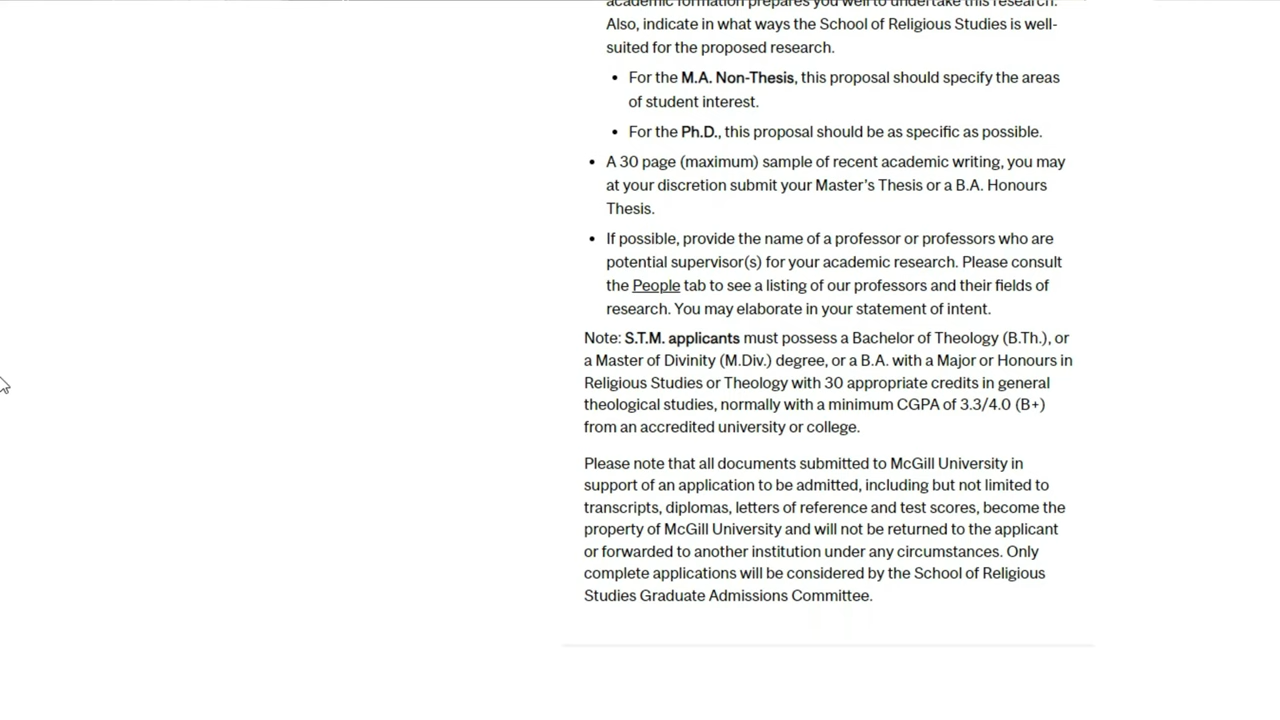 academic formation prepares you well to undertake this research.
Also, indicate in what ways the School of Religious Studies is well-
suited for the proposed research.
• For the M.A. Non-Thesis, this proposal should specify the areas
of student interest.
• For the Ph.D., this proposal should be as specific as possible.
• A 30 page (maximum) sample of recent academic writing, you may
at your discretion submit your Master’s Thesis or a B.A. Honours
Thesis.
• If possible, provide the name of a professor or professors who are
potential supervisor(s) for your academic research. Please consult
the People tab to see a listing of our professors and their fields of
research. You may elaborate in your statement of intent.
Note: S.T.M. applicants must possess a Bachelor of Theology (B.Th.), or
a Master of Divinity (M.Div.) degree, or a B.A. with a Major or Honours in
Religious Studies or Theology with 30 appropriate credits in general
theological studies, normally with a minimum CGPA of 3.3/4.0 (B+)
from an accredited university or college.
Please note that all documents submitted to McGill University in
support of an application to be admitted, including but not limited to
transcripts, diplomas, letters of reference and test scores, become the
property of McGill University and will not be returned to the applicant
or forwarded to another institution under any circumstances. Only
complete applications will be considered by the School of Religious
Studies Graduate Admissions Committee.